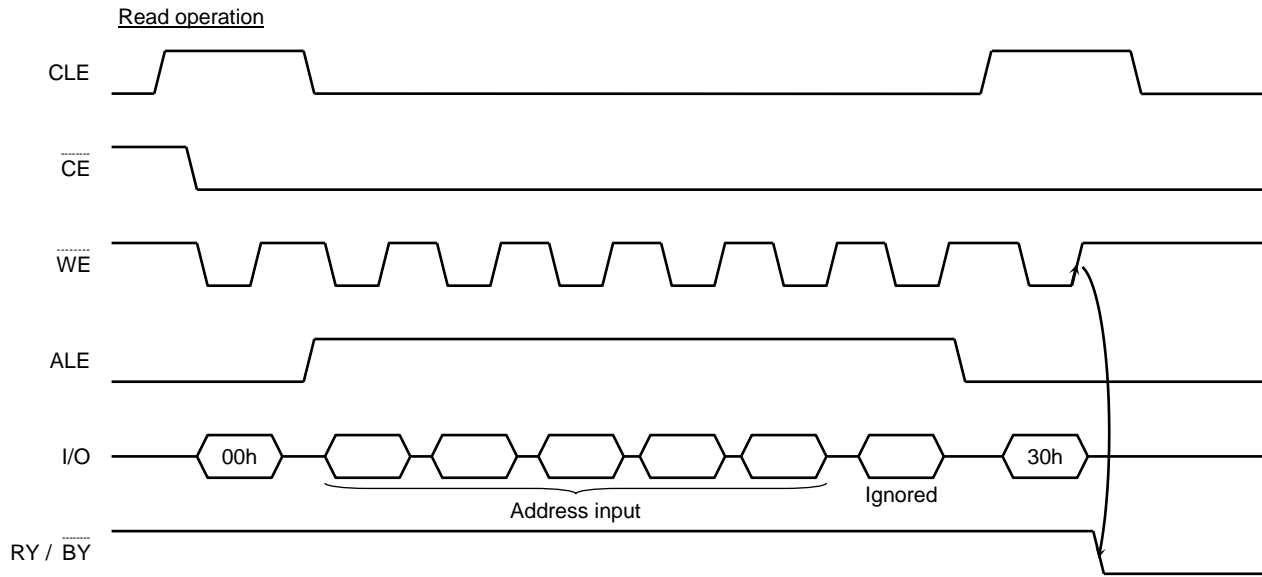 Read operation
CLE
CE
WE
ALE
I/O
00h
30h
Ignored
Address input
RY / BY